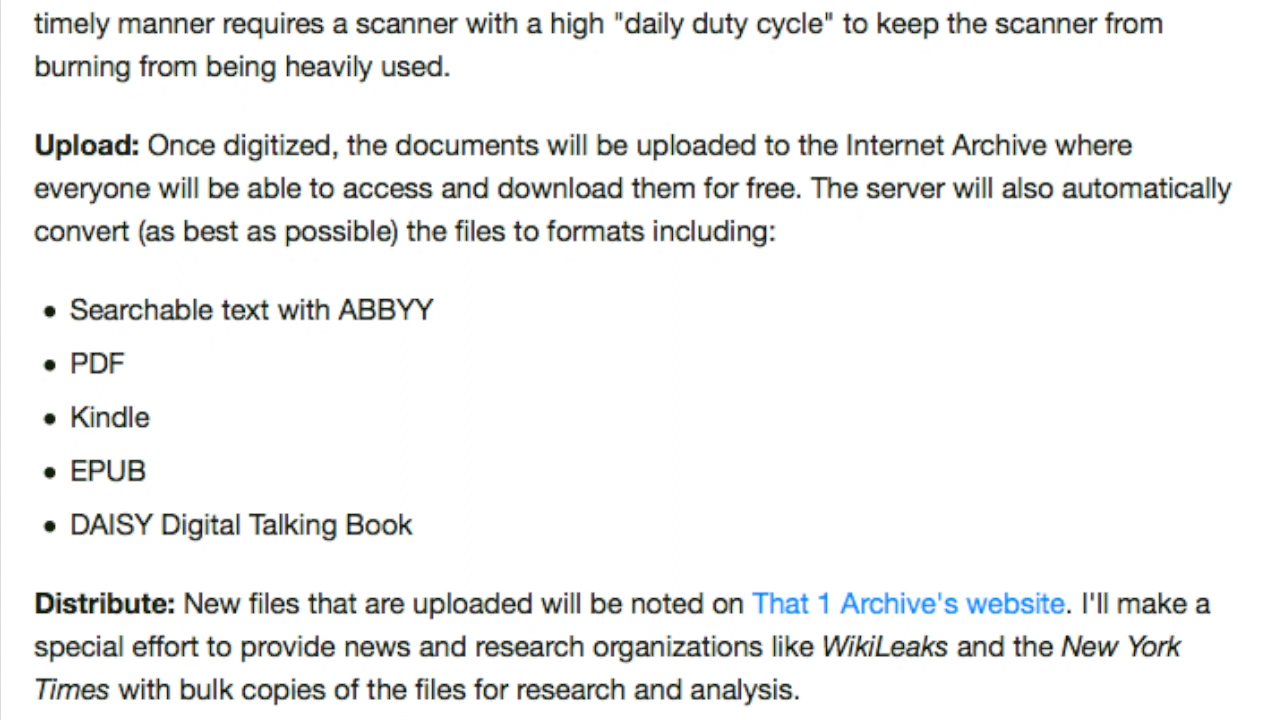 timely manner requires a scanner with a high "daily duty cycle" to keep the scanner from
burning from being heavily used.
Upload: Once digitized, the documents will be uploaded to the Internet Archive where
everyone will be able to access and download them for free. The server will also automatically
convert (as best as possible) the files to formats including:
• Searchable text with ABBYY
• PDF
• Kindle
• EPUB
• DAISY Digital Talking Book
Distribute: New files that are uploaded will be noted on That 1 Archive's website. I'll make a
special effort to provide news and research organizations like WikiLeaks and the New York
Times with bulk copies of the files for research and analysis.